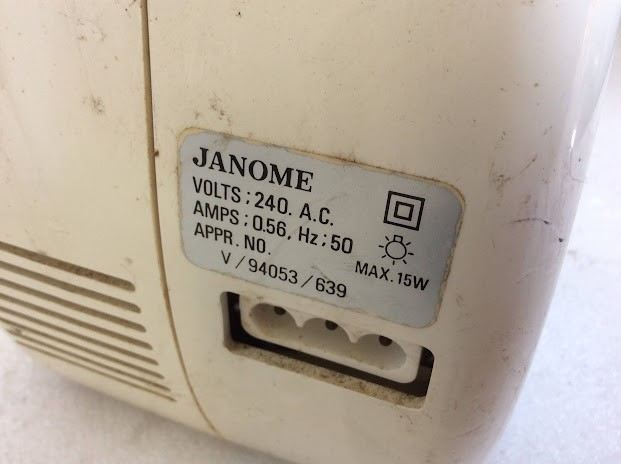 JANOME
VOLTS ; 240. A.C.
AMPS ; 0.56, Hz ; 50
APPR. NO.
MAX. 15W
V / 94053 / 639